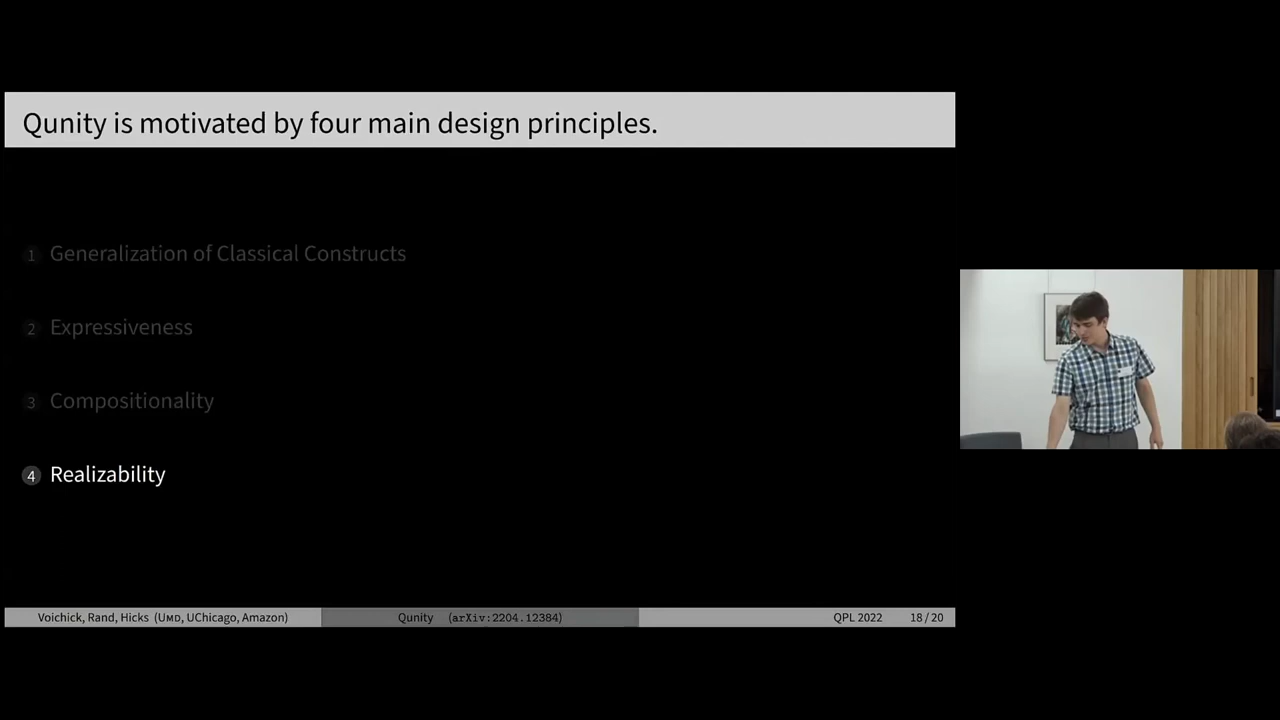 Qunity is motivated by four main design principles.
1 Generalization of Classical Constructs
2 Expressiveness
3 Compositionality
4 Realizability
Voichick, Rand, Hicks (UMD, UChicago, Amazon) Qunity (arXiv:2204.12384) QPL 2022 18 / 20